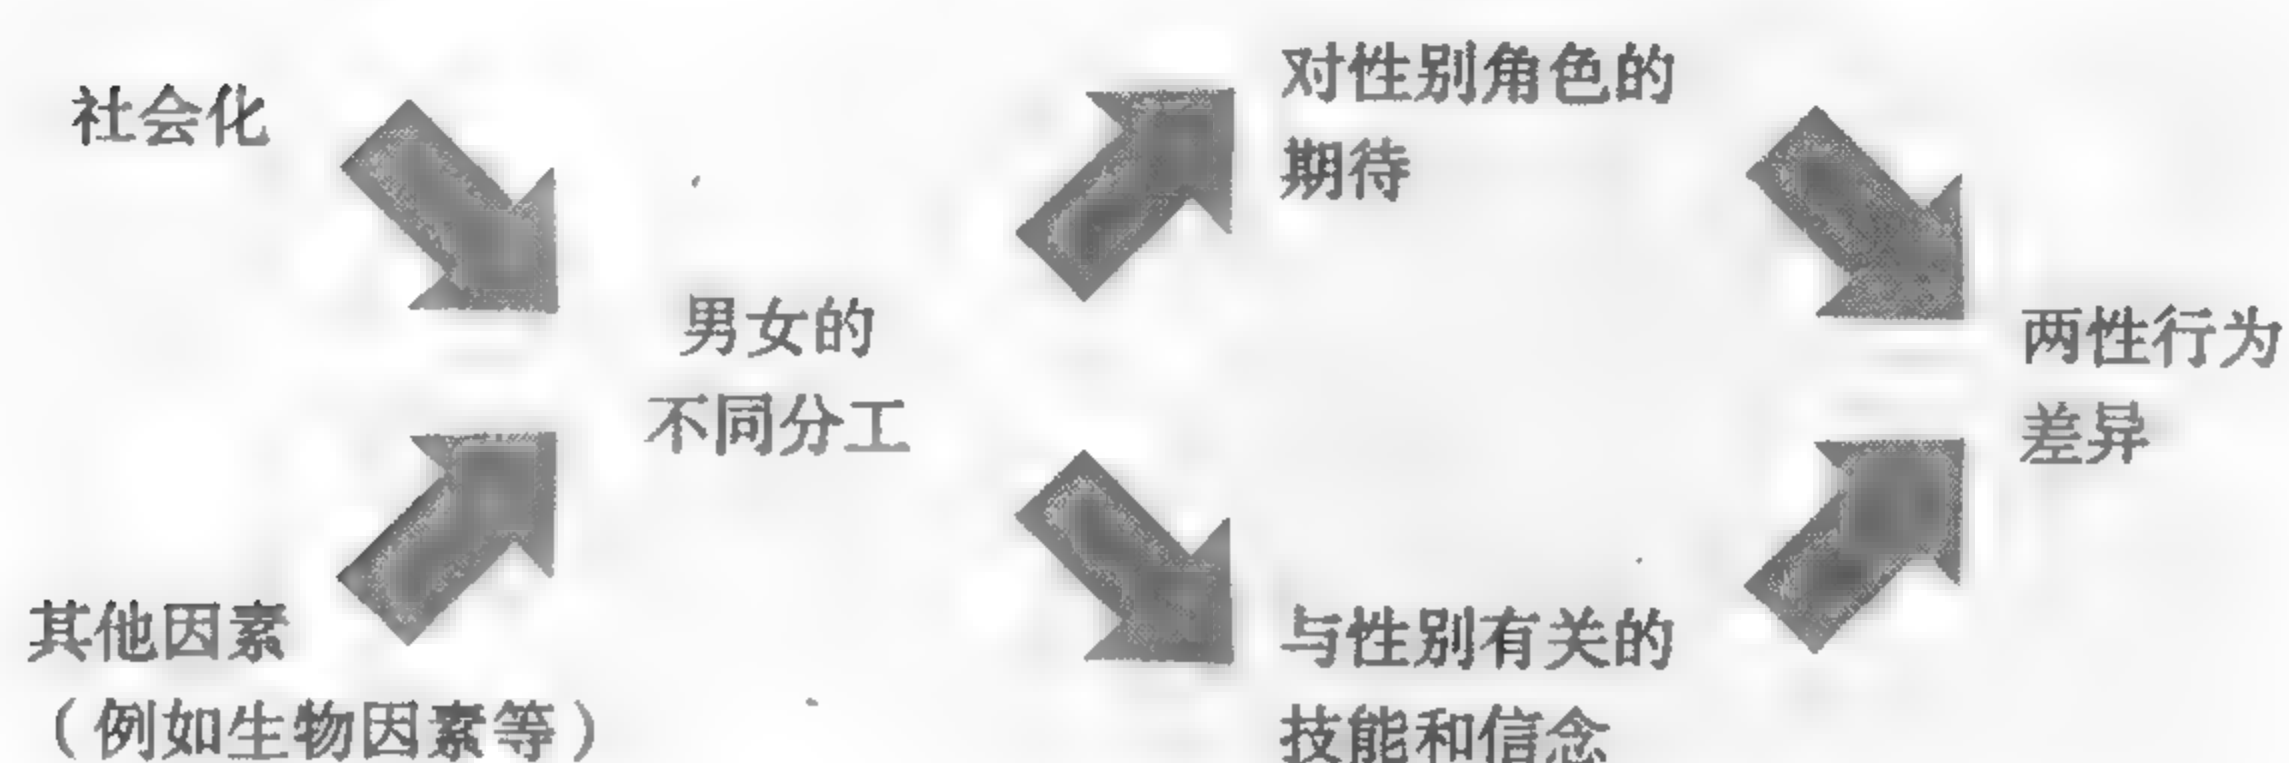 社会化
其他因素
（例如生物因素等）
男女的
不同分工
对性别角色的
期待
与性别有关的
技能和信念
两性行为
差异